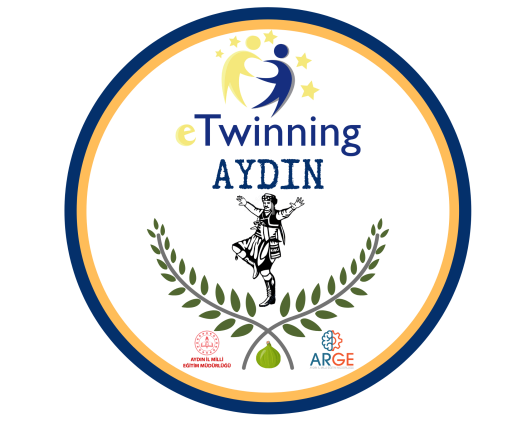 eTwinning
AYDIN
AYDIN İL MİLLİ
EĞİTİM MÜDÜRLÜĞÜ
ARGE